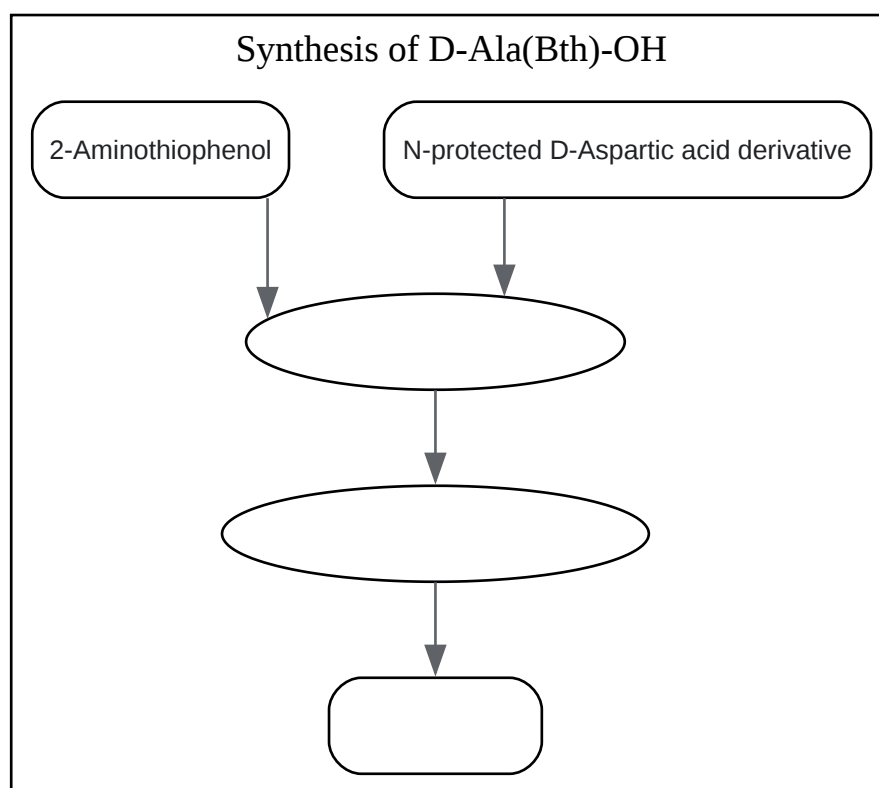 Synthesis of D-Ala(Bth)-OH
2-Aminothiophenol
N-protected D-Aspartic acid derivative